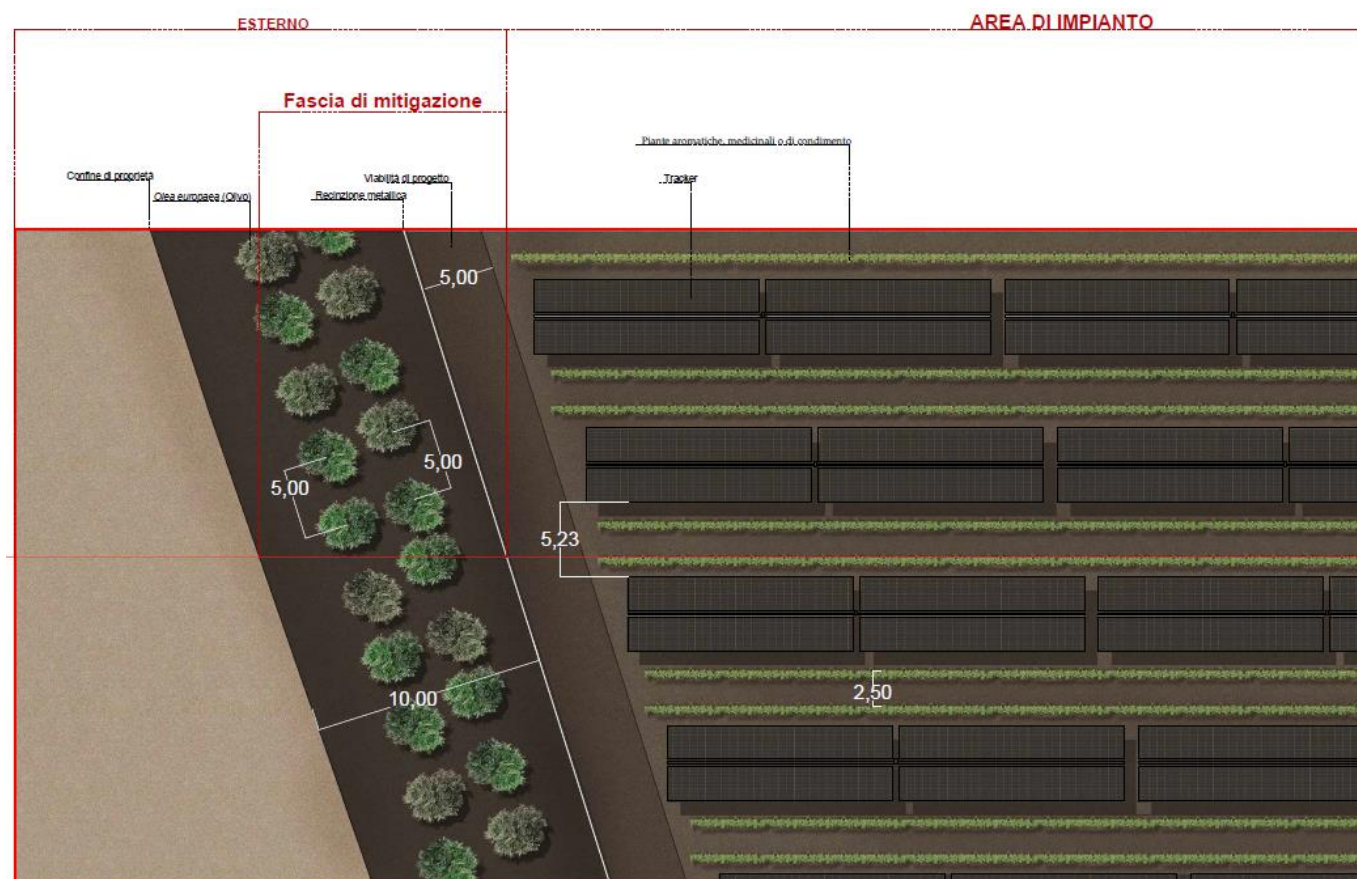 ESTERNO
AREA DI IMPIANTO
Fascia di mitigazione
Piante aromatiche, medicinali o di condimento
Confine di proprietà
Viabilità di progetto
Tracker
Olea europaea (Olivo)
Recinzione metallica
5,00
5,00
5,00
5,23
10,00
2,50